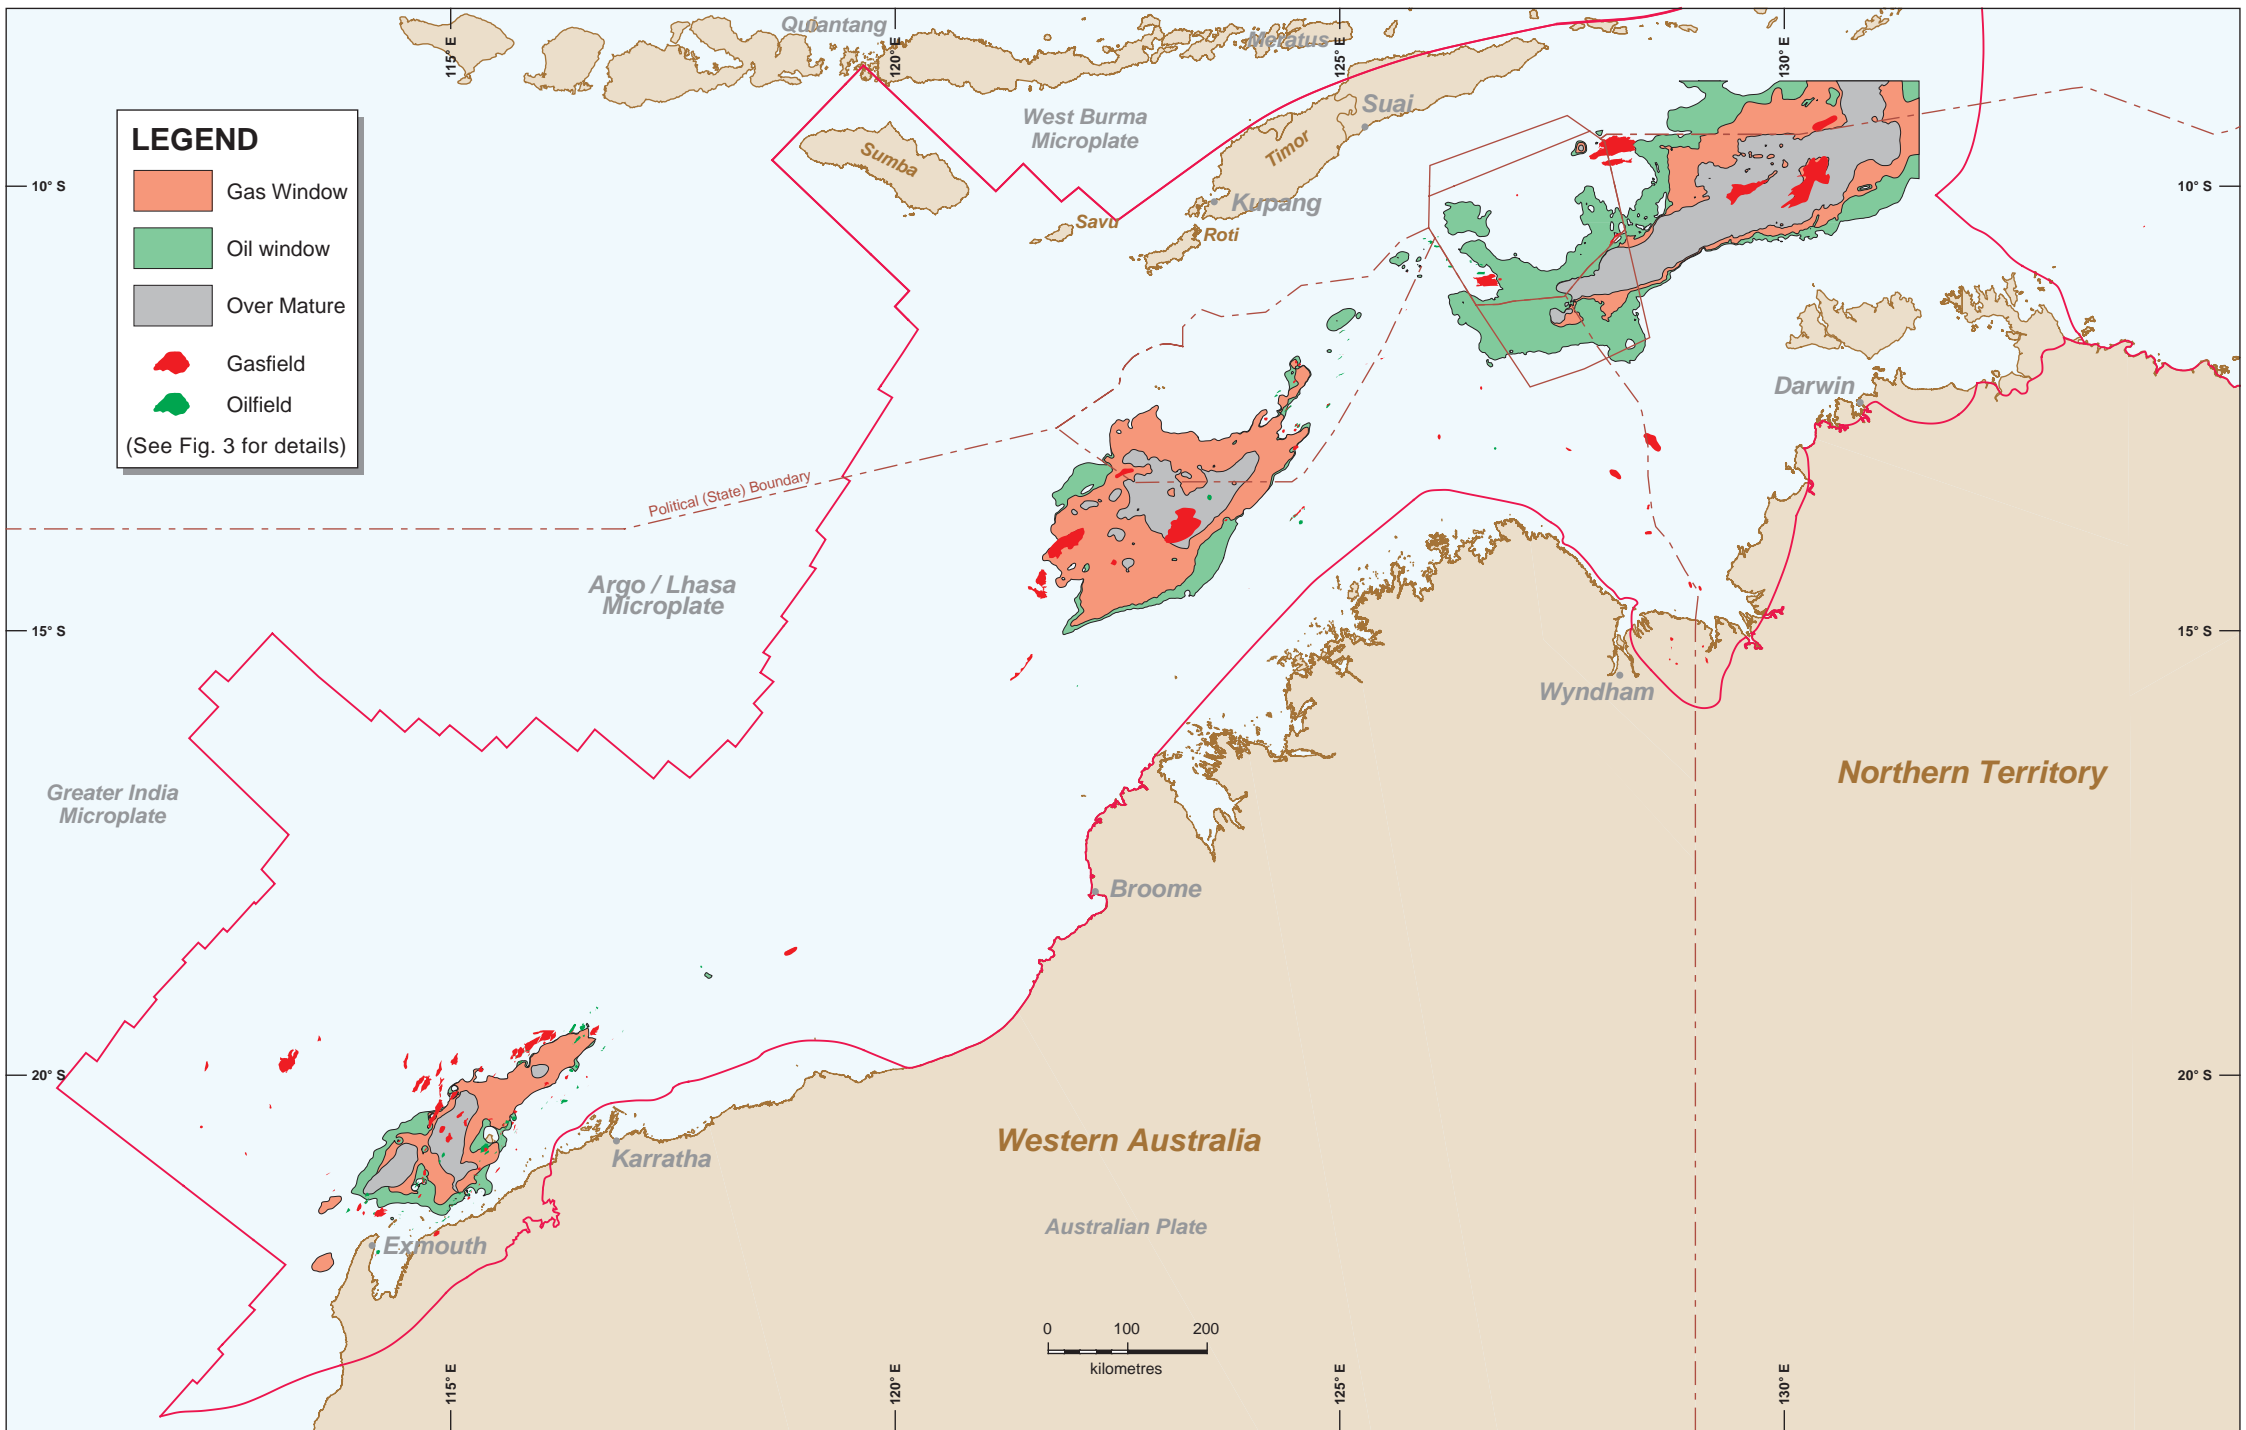 Quiantang
Meratus
115° E
120° E
125° E
130° E
LEGEND
Gas Window
Oil window
Over Mature
Gasfield
Oilfield
(See Fig. 3 for details)
West Burma
Microplate
Suai
Timor
Sumba
Kupang
Savu
Roti
10° S
10° S
Darwin
Political (State) Boundary
Argo / Lhasa
Microplate
15° S
15° S
Wyndham
Northern Territory
Greater India
Microplate
Broome
20° S
20° S
Western Australia
Karratha
Australian Plate
Exmouth
0 100 200
kilometres
115° E
120° E
125° E
130° E